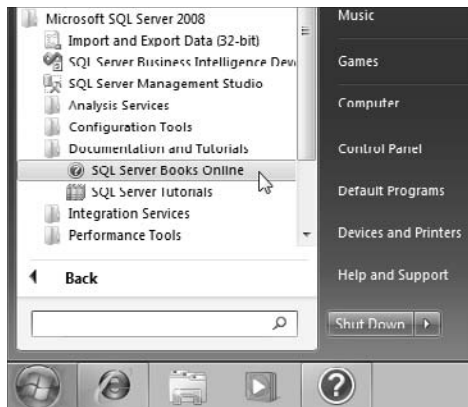 Microsoft SQL Server 2008
Import and Export Data (32-bit)
SQL Server Business Intelligence Dev
SQL Server Management Studio
Analysis Services
Configuration Tools
Documentation and Tutorials
SQL Server Books Online
SQL Server Tutorials
Integration Services
Performance Tools
Back
Music
Games
Computer
Control Panel
Default Programs
Devices and Printers
Help and Support
Shut Down